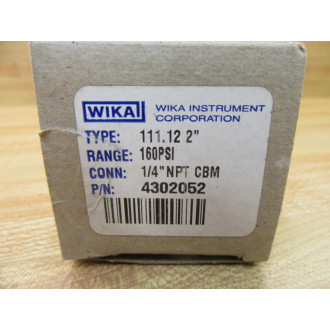 WIKA
WIKA INSTRUMENT
CORPORATION
TYPE: 111.12 2"
RANGE: 160PSI
CONN: 1/4" NPT CBM
P/N: 4302052